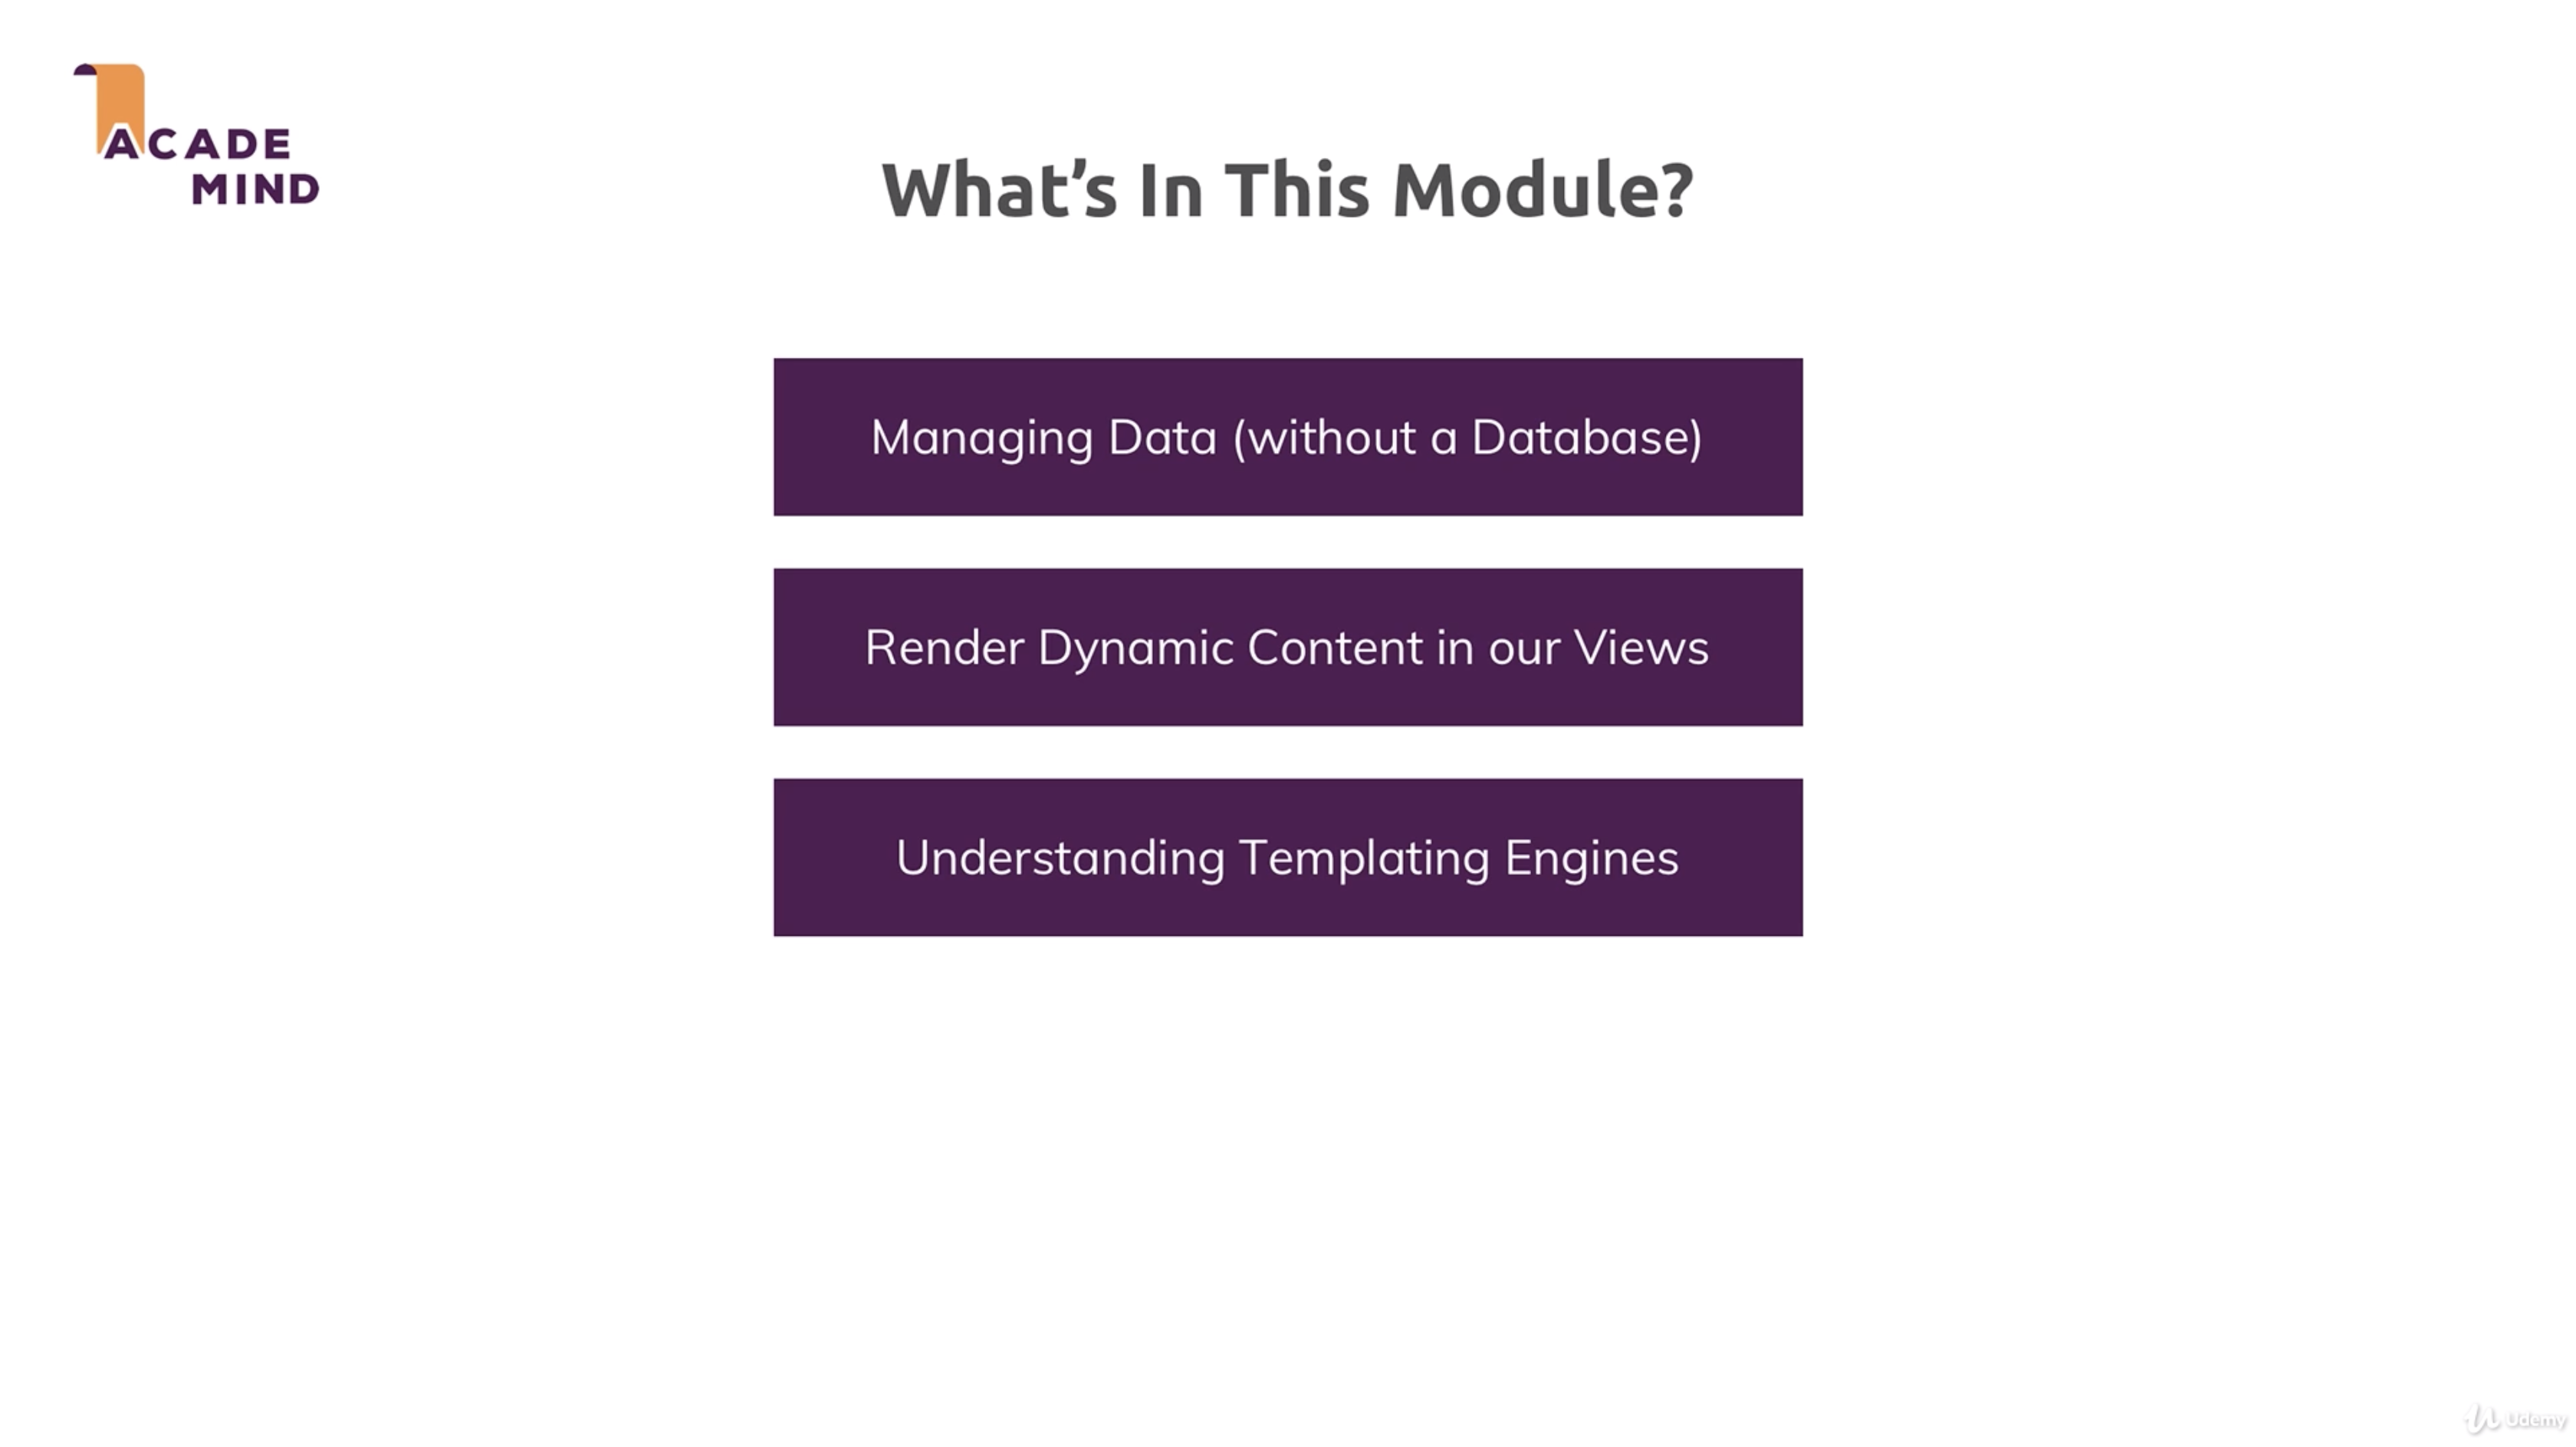 ACADE
MIND
What’s In This Module?
Managing Data (without a Database)
Render Dynamic Content in our Views
Understanding Templating Engines
Udemy